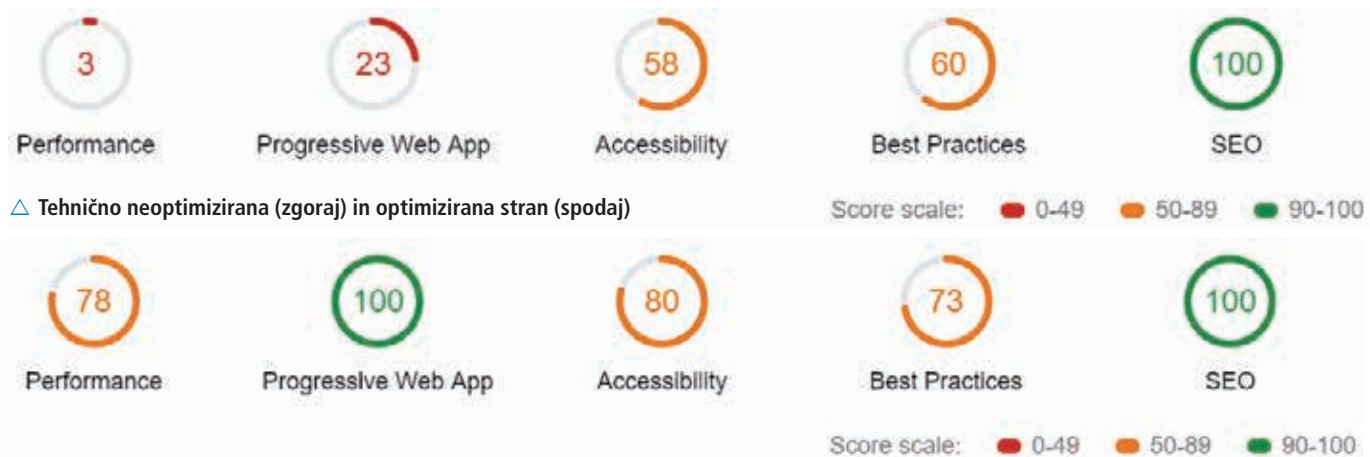 3 23 58 60 100
Performance Progressive Web App Accessibility Best Practices SEO
△ Tehnično neoptimizirana (zgoraj) in optimizirana stran (spodaj)
Score scale: 0-49 50-89 90-100
78 100 80 73 100
Performance Progressive Web App Accessibility Best Practices SEO
Score scale: 0-49 50-89 90-100